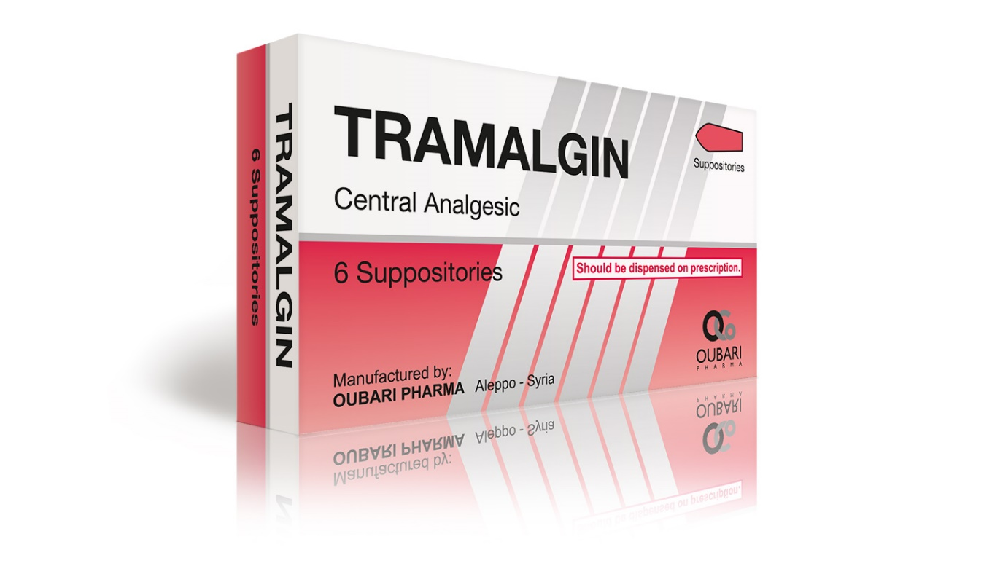 6 Suppositories
TRAMALGIN
TRAMALGIN
Central Analgesic
Suppositories
6 Suppositories
Should be dispensed on prescription.
Manufactured by:
OUBARI PHARMA Aleppo - Syria
OUBARI
PHARMA